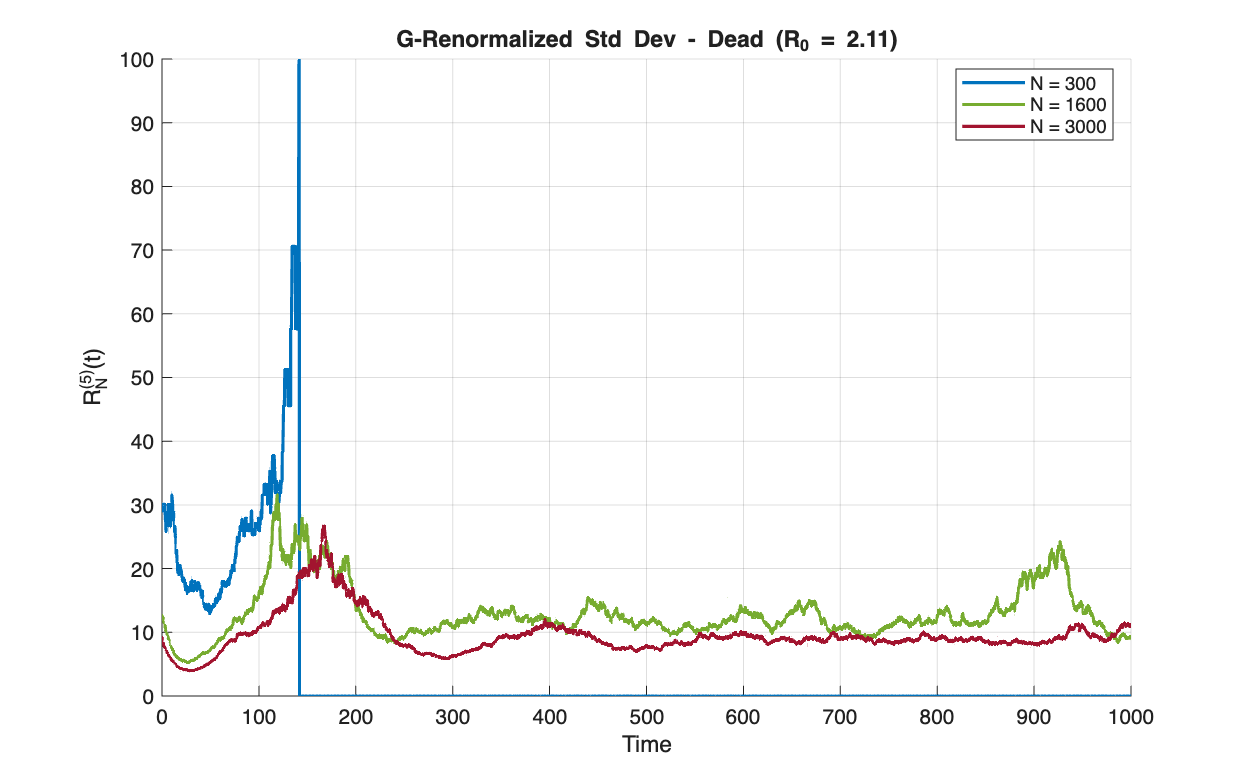 G-Renormalized Std Dev - Dead (R₀ = 2.11)
N = 300
N = 1600
N = 3000
100
90
80
70
60
50
40
30
20
10
0
R_N^(5)(t)
0 100 200 300 400 500 600 700 800 900 1000
Time